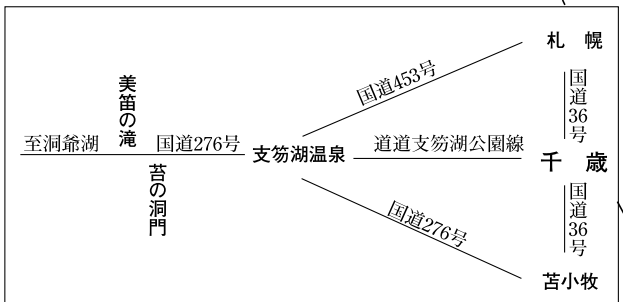 札幌
国道453号
国道36号
美笛の滝
至洞爺湖
国道276号
支笏湖温泉
道道支笏湖公園線
千歳
苔の洞門
国道276号
国道36号
苫小牧